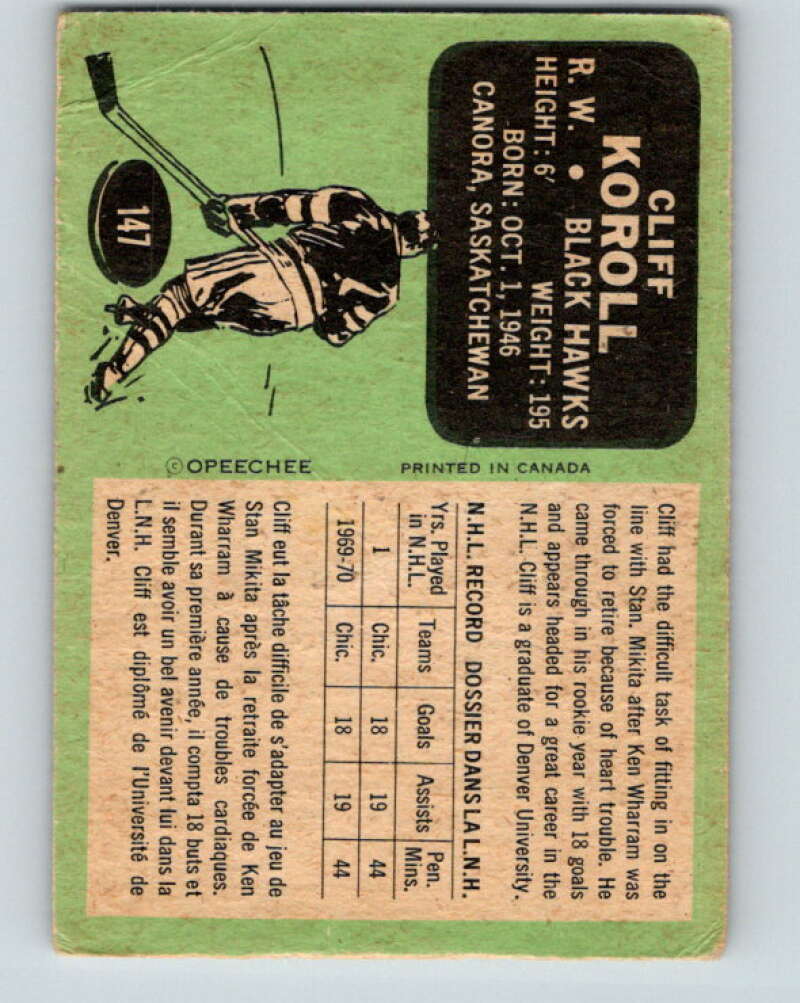 CLIFF
KOROLL
R. W. • BLACK HAWKS
HEIGHT: 6' WEIGHT: 195
BORN: OCT. 1, 1946
CANORA, SASKATCHEWAN
147
Cliff had the difficult task of fitting in on the
line with Stan. Mikita after Ken Wharram was
forced to retire because of heart trouble. He
came through in his rookie year with 18 goals
and appears headed for a great career in the
N.H.L. Cliff is a graduate of Denver University.
N.H.L. RECORD DOSSIER DANS LA L.N.H.
Yrs. Played in N.H.L. Teams Goals Assists Pen. Mins.
1 Chic. 18 19 44
1969-70 Chic. 18 19 44
Cliff eut la tâche difficile de s'adapter au jeu de
Stan Mikita après la retraite forcée de Ken
Wharram à cause de troubles cardiaques.
Durant sa première année, il compta 18 buts et
il semble avoir un bel avenir devant lui dans la
L.N.H. Cliff est diplômé de l'Université de
Denver.
© OPEECHEE PRINTED IN CANADA